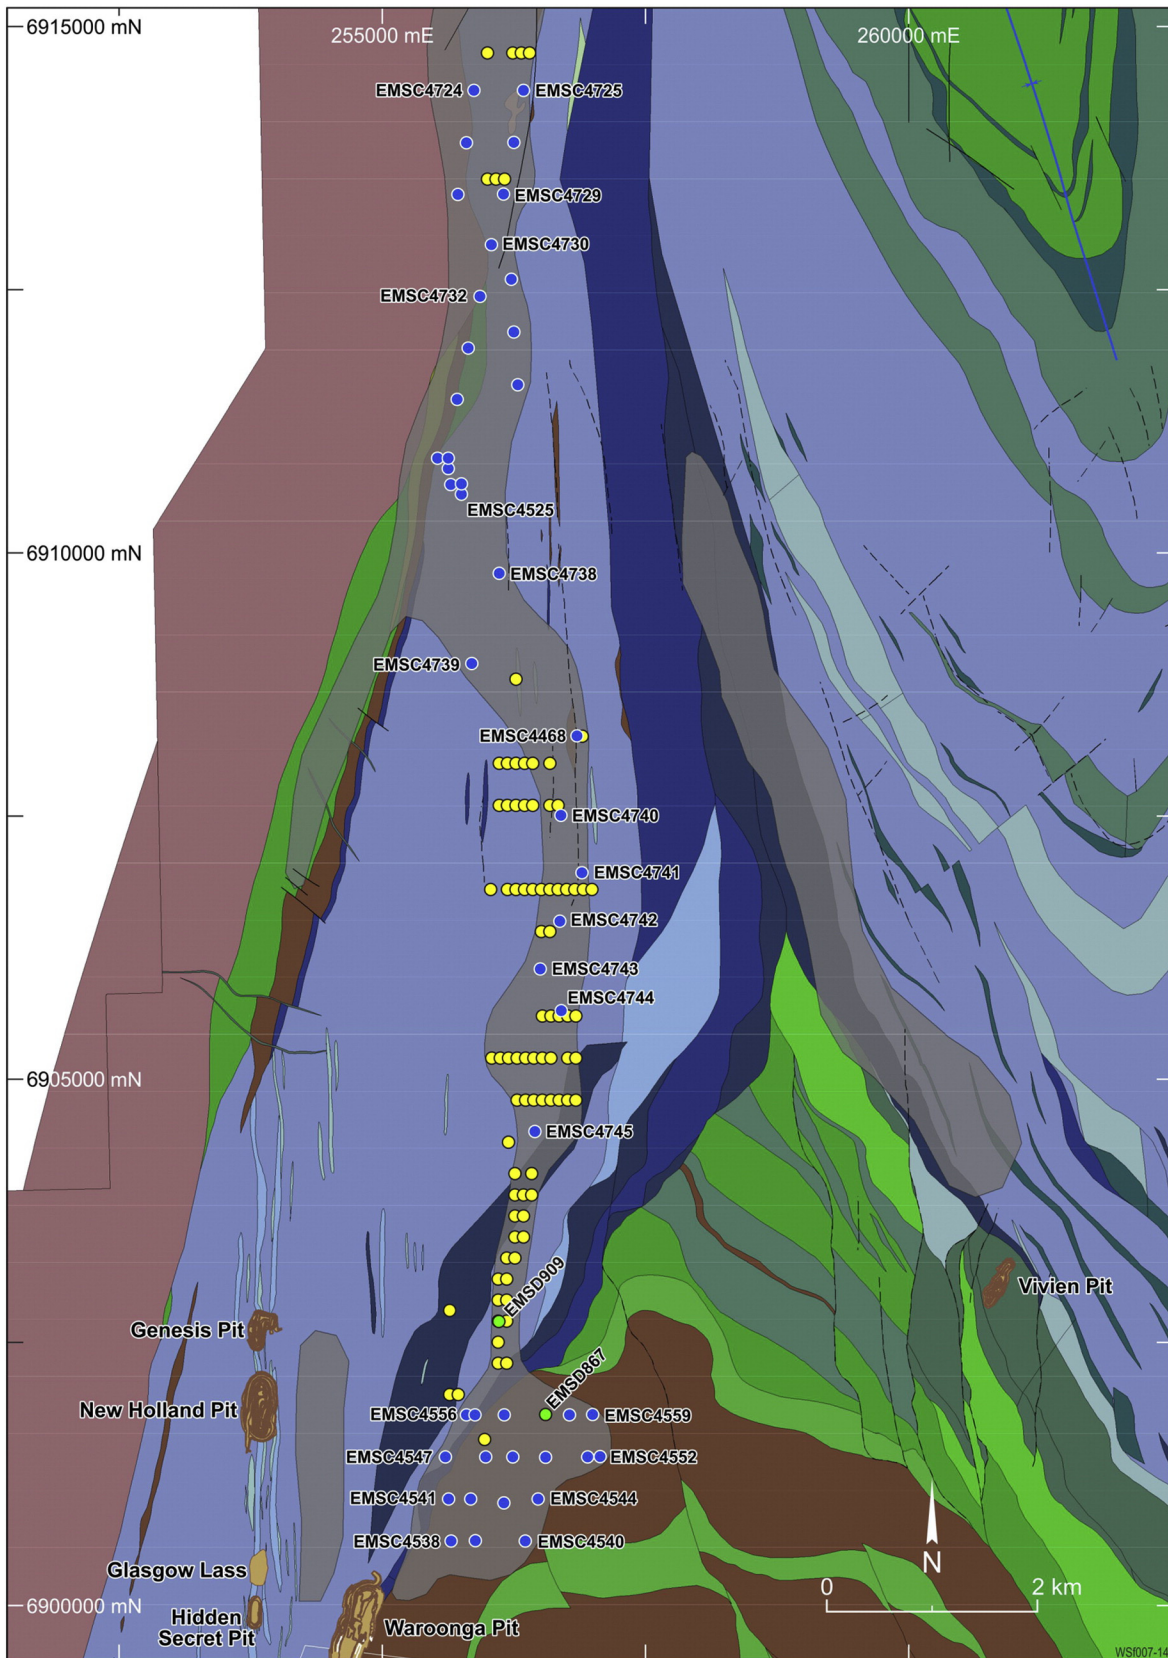 6915000 mN
255000 mE
260000 mE
EMSC4724
EMSC4725
EMSC4729
EMSC4730
EMSC4732
EMSC4525
6910000 mN
EMSC4738
EMSC4739
EMSC4468
EMSC4740
EMSC4741
EMSC4742
EMSC4743
EMSC4744
6905000 mN
EMSC4745
EMSD909
Vivien Pit
Genesis Pit
EMSD867
New Holland Pit
EMSC4556
EMSC4559
EMSC4547
EMSC4552
EMSC4541
EMSC4544
EMSC4538
EMSC4540
N
Glasgow Lass
0
2 km
6900000 mN
Hidden
Secret Pit
Waroonga Pit
WSf007-14